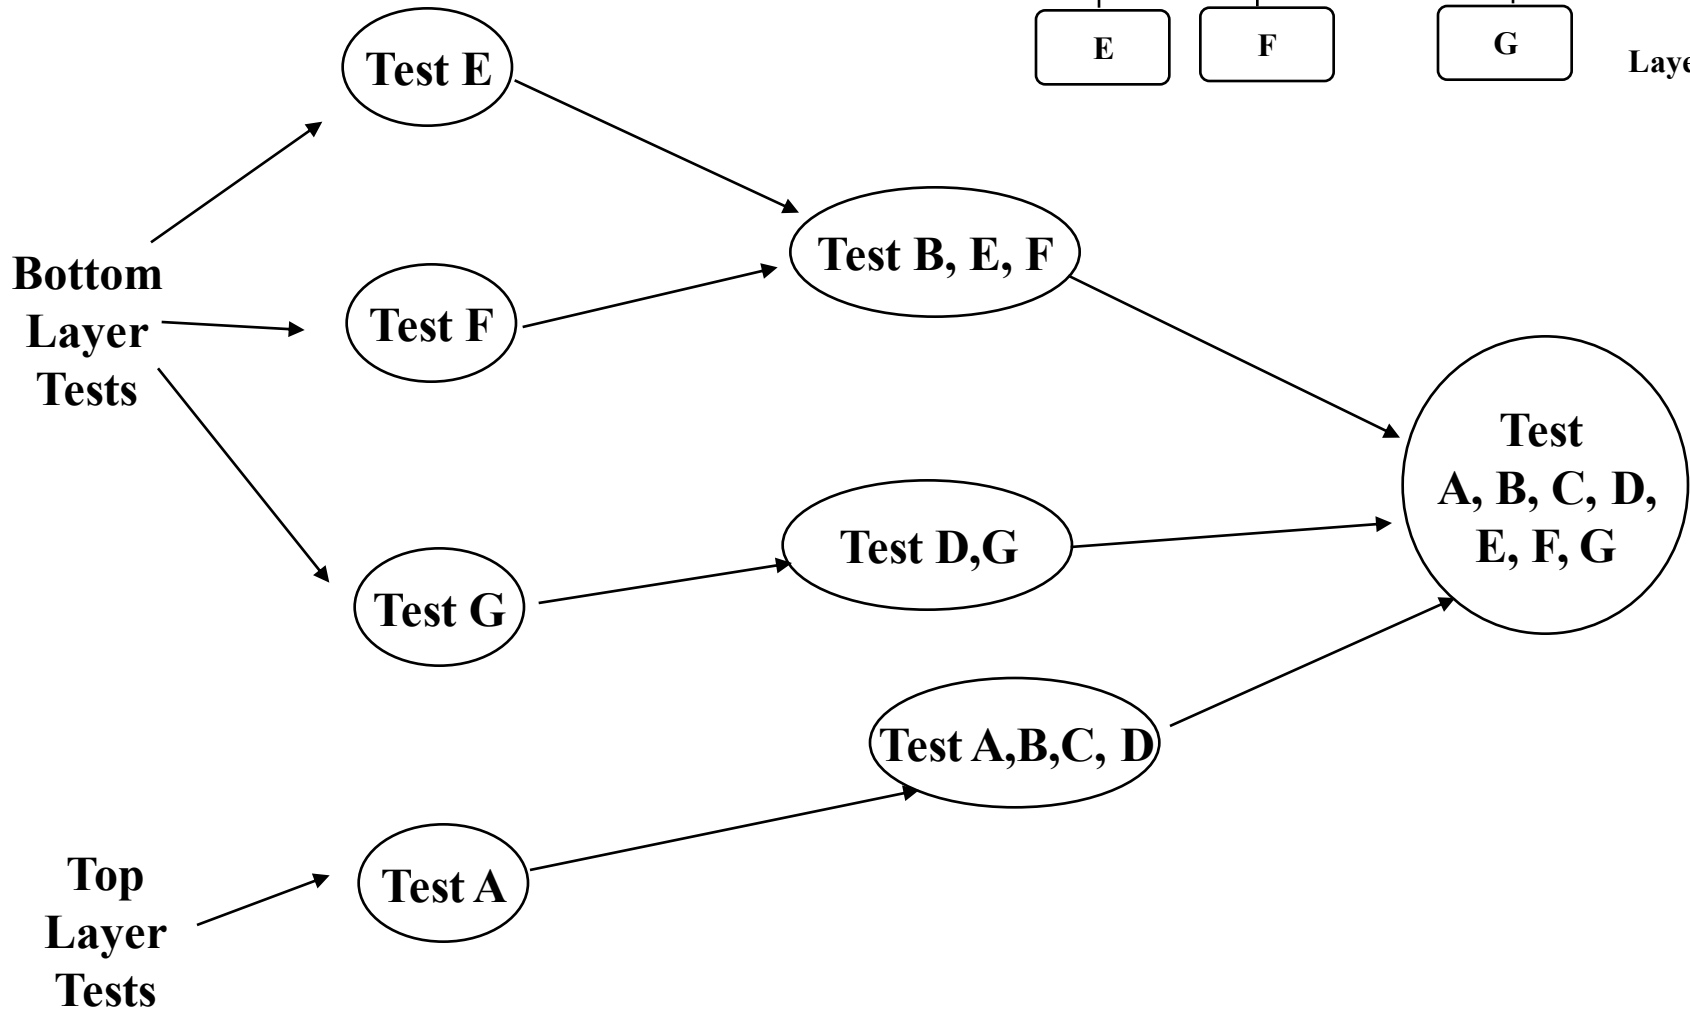 E
F
G
Test E
Bottom
Layer
Tests
Test F
Test B, E, F
Test
A, B, C, D,
E, F, G
Test D,G
Test G
Test A,B,C, D
Top
Layer
Tests
Test A